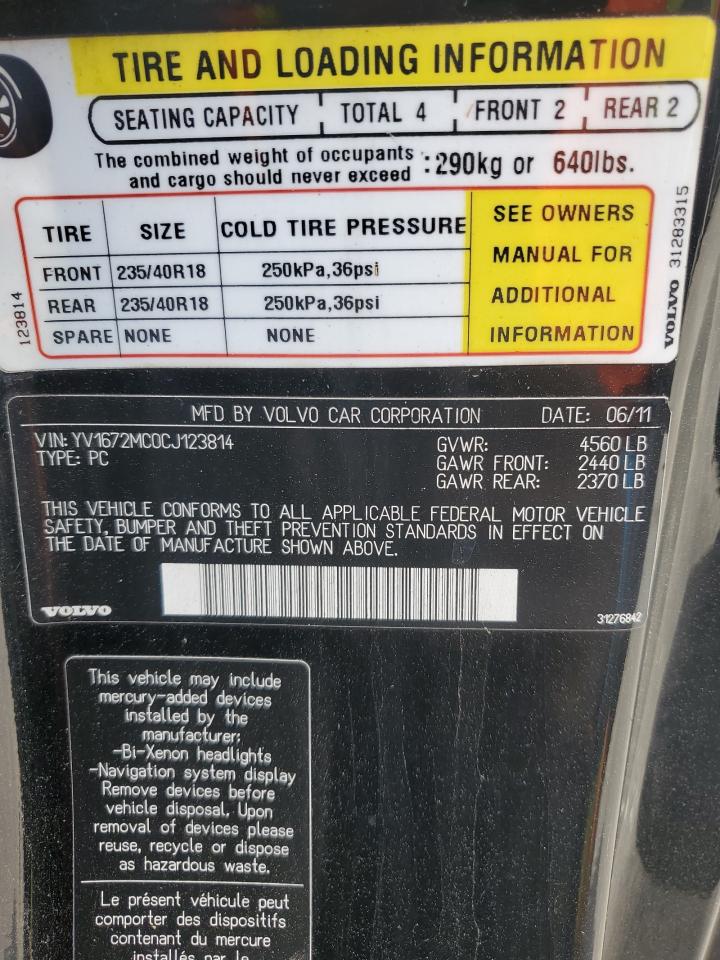 TIRE AND LOADING INFORMATION
SEATING CAPACITY TOTAL 4 FRONT 2 REAR 2
The combined weight of occupants
and cargo should never exceed :290kg or 640lbs.
TIRE SIZE COLD TIRE PRESSURE
FRONT 235/40R18 250kPa,36psi
REAR 235/40R18 250kPa,36psi
SPARE NONE NONE
SEE OWNERS
MANUAL FOR
ADDITIONAL
INFORMATION
123814
VOLVO 31283315
MFD BY VOLVO CAR CORPORATION DATE: 06/11
VIN: YV1672MC0CJ123814
TYPE: PC
GVWR: 4560 LB
GAWR FRONT: 2440 LB
GAWR REAR: 2370 LB
THIS VEHICLE CONFORMS TO ALL APPLICABLE FEDERAL MOTOR VEHICLE
SAFETY, BUMPER AND THEFT PREVENTION STANDARDS IN EFFECT ON
THE DATE OF MANUFACTURE SHOWN ABOVE.
VOLVO 31276842
This vehicle may include
mercury-added devices
installed by the
manufacturer:
-Bi-Xenon headlights
-Navigation system display
Remove devices before
vehicle disposal. Upon
removal of devices please
reuse, recycle or dispose
as hazardous waste.
Le présent véhicule peut
comporter des dispositifs
contenant du mercure
installés par le